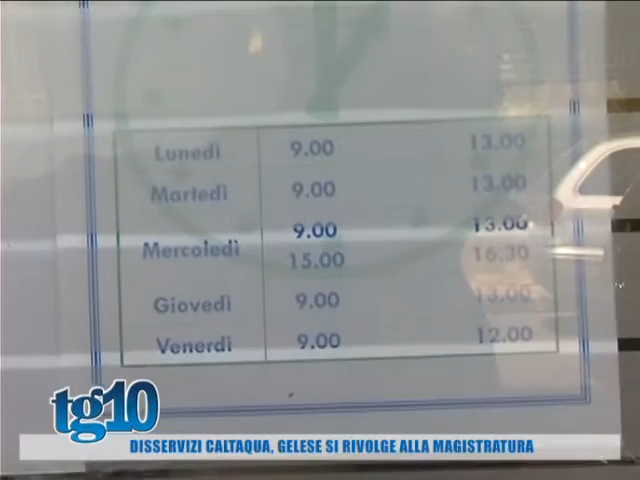 Lunedì 9.00 13.00
Martedì 9.00 13.00
9.00 13.00
Mercoledì
15.00 16.30
Giovedì 9.00 13.00
Venerdì 9.00 12.00
tg10
DISSERVIZI CALTAQUA, GELESE SI RIVOLGE ALLA MAGISTRATURA